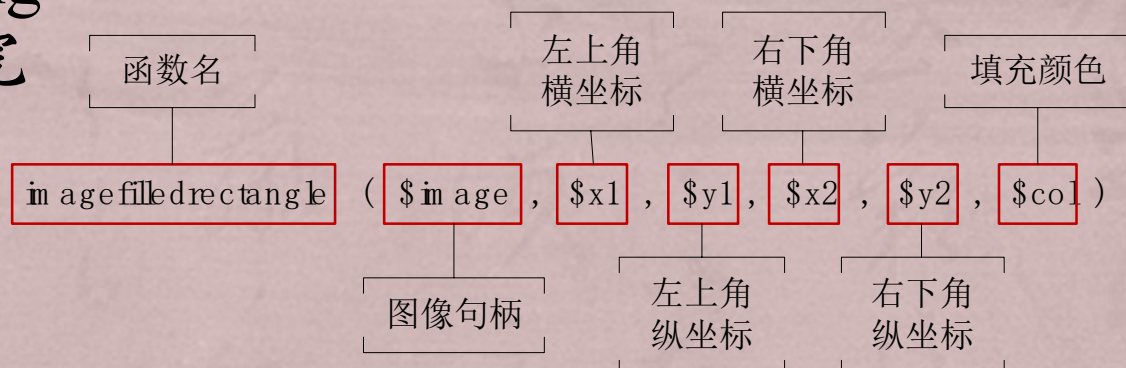 函数名
左上角
横坐标
右下角
横坐标
填充颜色
imagefilledrectangle ( $image , $x1 , $y1 , $x2 , $y2 , $col )
图像句柄
左上角
纵坐标
右下角
纵坐标